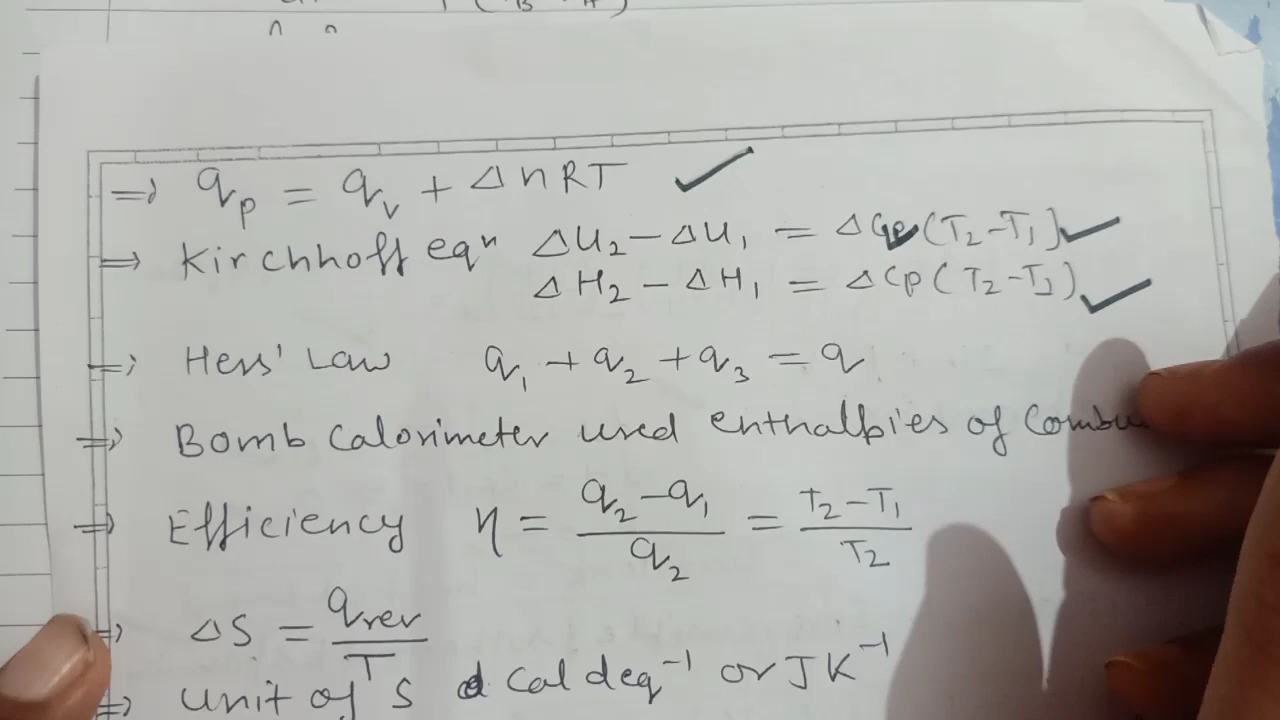 ⇒ qp = qv + ΔnRT ✓
⇒ Kirchhoff eqⁿ ΔU₂ – ΔU₁ = ΔCv (T₂-T₁) ✓
ΔH₂ – ΔH₁ = ΔCp (T₂-T₁) ✓
⇒ Hess' Law q₁ + q₂ + q₃ = q
⇒ Bomb Calorimeter used enthalpies of Combu
⇒ Efficiency η = (q₂ – q₁)/q₂ = (T₂ – T₁)/T₂
⇒ ΔS = qrev/T
⇒ unit of S Cal deg⁻¹ or JK⁻¹